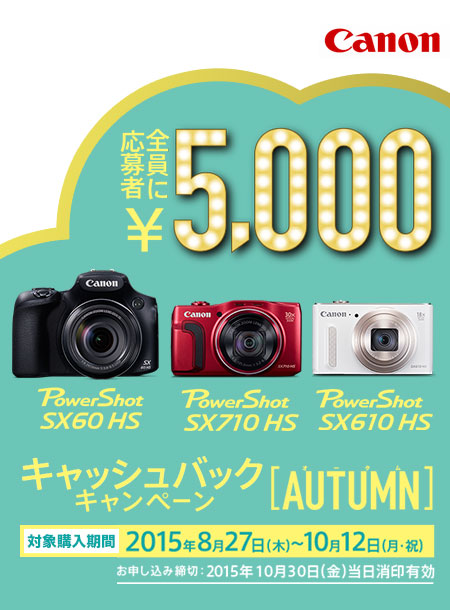 Canon
応募者
全員に
¥5,000
Canon
Canon
Canon
PowerShot
SX60 HS
PowerShot
SX710 HS
PowerShot
SX610 HS
キャッシュバック
キャンペーン
[AUTUMN]
対象購入期間 2015年8月27日(木)~10月12日(月・祝)
お申し込み締切:2015年10月30日(金)当日消印有効